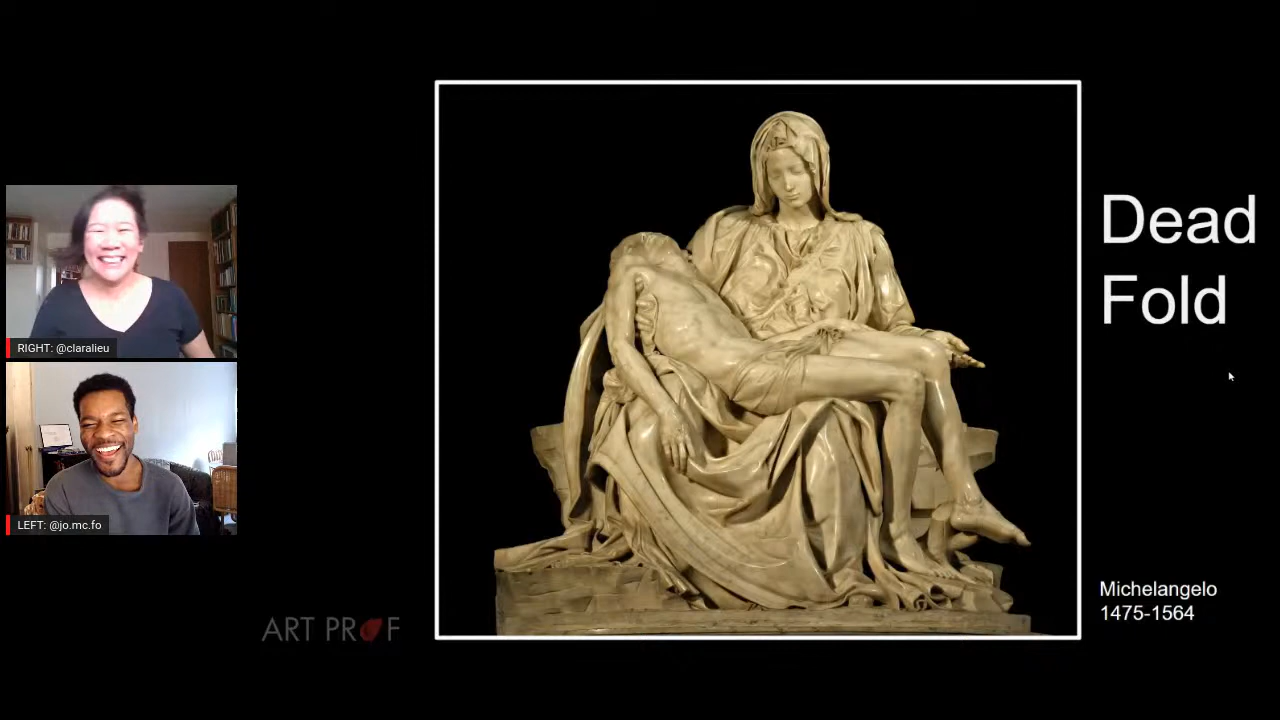 RIGHT: @claralieu
LEFT: @jo.mc.fo
ART PROF
Dead
Fold
Michelangelo
1475-1564